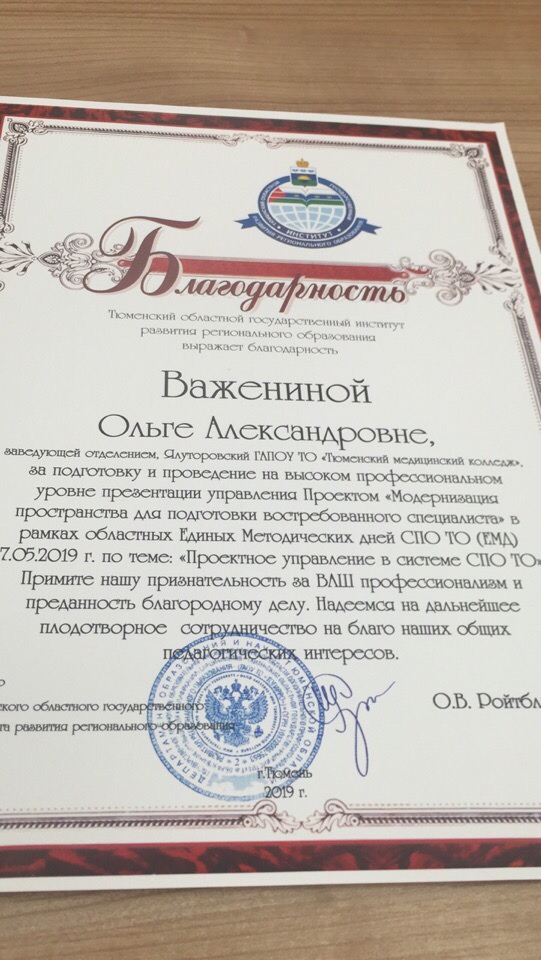 ИНСТИТУТ
РАЗВИТИЯ РЕГИОНАЛЬНОГО ОБРАЗОВАНИЯ
Благодарность
Тюменский областной государственный институт
развития регионального образования
выражает благодарность
Важениной
Ольге Александровне,
заведующей отделением, Ялуторовский ГАПОУ ТО «Тюменский медицинский колледж»,
за подготовку и проведение на высоком профессиональном
уровне презентации управления Проектом «Модернизация
пространства для подготовки востребованного специалиста» в
рамках областных Единых Методических дней СПО ТО (ЕМД)
7.05.2019 г. по теме: «Проектное управление в системе СПО ТО»
Примите нашу признательность за ВАШ профессионализм и
преданность благородному делу. Надеемся на дальнейшее
плодотворное сотрудничество на благо наших общих
педагогических интересов.
ского областного государственного
та развития регионального образования
О.В. Ройтбл
г.Тюмень
2019 г.